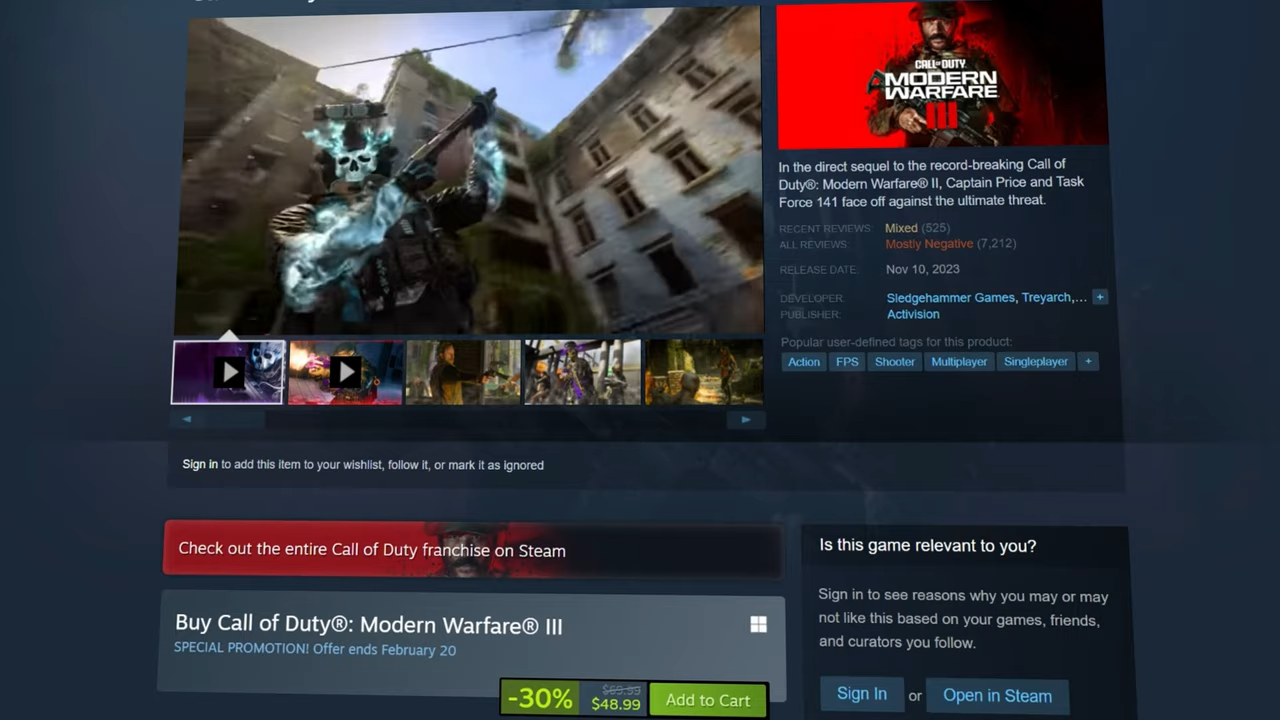 CALL OF DUTY
MODERN
WARFARE
III
In the direct sequel to the record-breaking Call of
Duty®: Modern Warfare® II, Captain Price and Task
Force 141 face off against the ultimate threat.
RECENT REVIEWS: Mixed (525)
ALL REVIEWS: Mostly Negative (7,212)
RELEASE DATE: Nov 10, 2023
DEVELOPER: Sledgehammer Games, Treyarch,... +
PUBLISHER: Activision
Popular user-defined tags for this product:
Action FPS Shooter Multiplayer Singleplayer +
Sign in to add this item to your wishlist, follow it, or mark it as ignored
Check out the entire Call of Duty franchise on Steam
Buy Call of Duty®: Modern Warfare® III
SPECIAL PROMOTION! Offer ends February 20
-30% $69.99 $48.99 Add to Cart
Is this game relevant to you?
Sign in to see reasons why you may or may
not like this based on your games, friends,
and curators you follow.
Sign In or Open in Steam